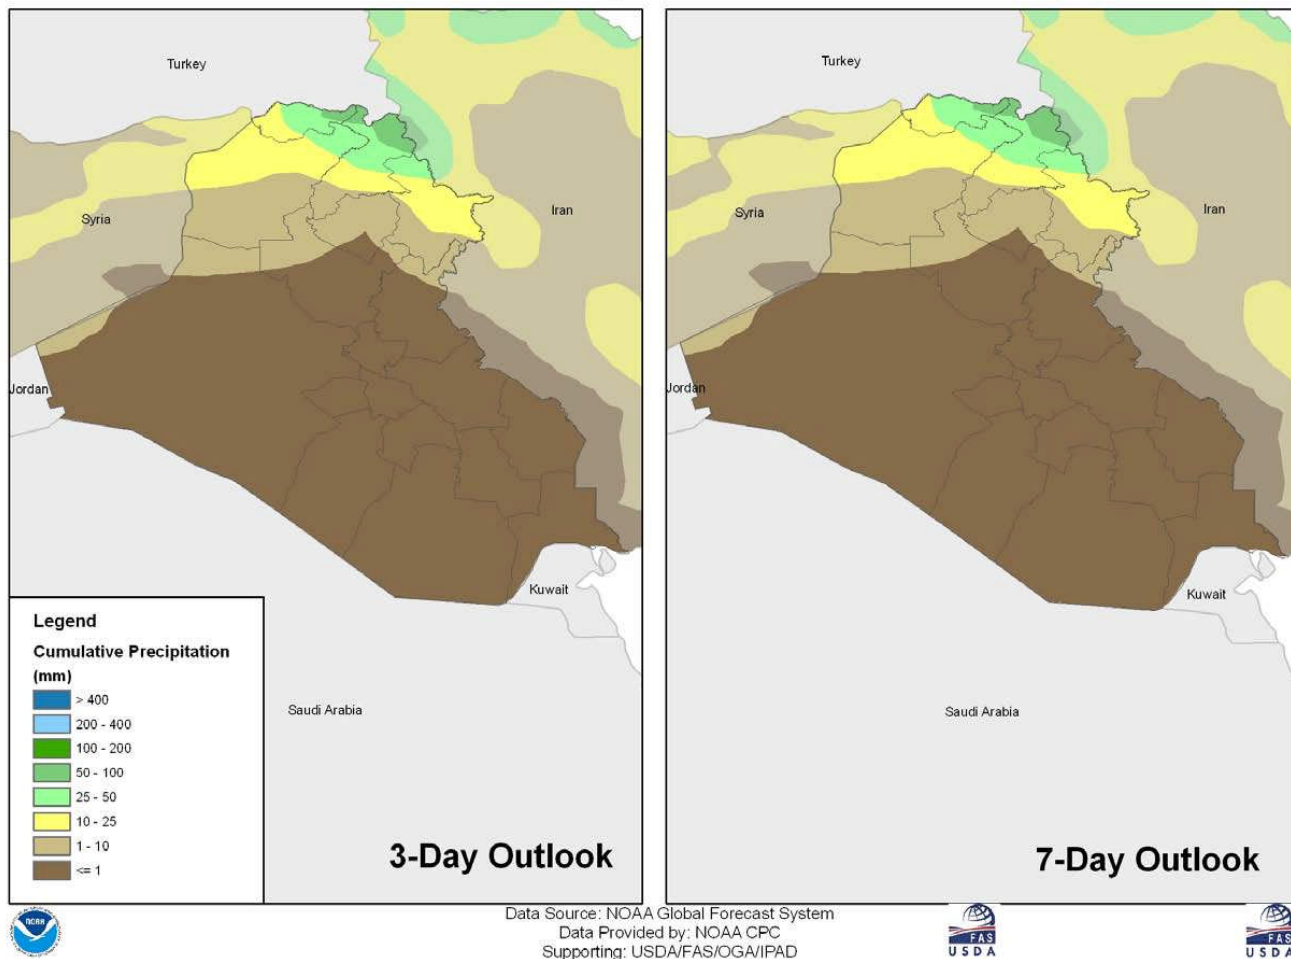 Turkey
Syria
Iran
Jordan
Kuwait
Saudi Arabia
Legend
Cumulative Precipitation
(mm)
> 400
200 - 400
100 - 200
50 - 100
25 - 50
10 - 25
1 - 10
<= 1
3-Day Outlook
Turkey
Syria
Iran
Jordan
Kuwait
Saudi Arabia
7-Day Outlook
NOAA
Data Source: NOAA Global Forecast System
Data Provided by: NOAA CPC
Supporting: USDA/FAS/OGA/IPAD
FAS
USDA
FAS
USDA